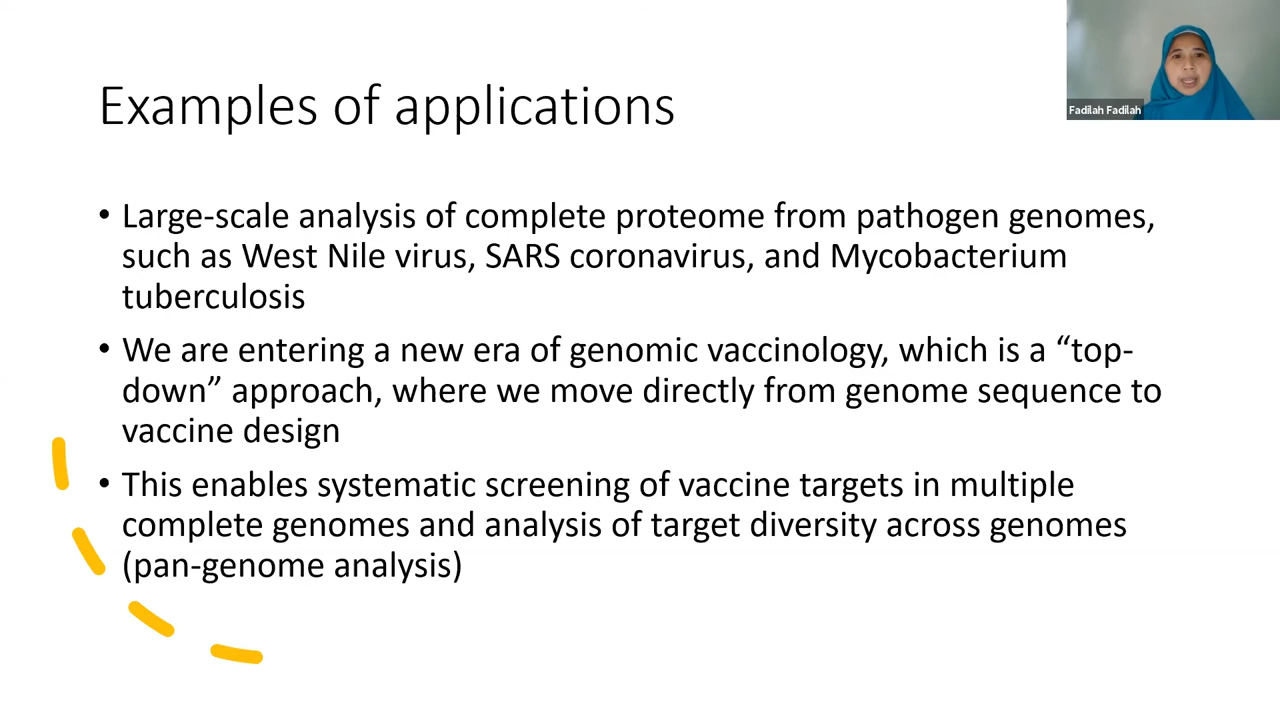 Examples of applications
Fadilah Fadilah
• Large-scale analysis of complete proteome from pathogen genomes,
such as West Nile virus, SARS coronavirus, and Mycobacterium
tuberculosis
• We are entering a new era of genomic vaccinology, which is a “top-
down” approach, where we move directly from genome sequence to
vaccine design
• This enables systematic screening of vaccine targets in multiple
complete genomes and analysis of target diversity across genomes
(pan-genome analysis)